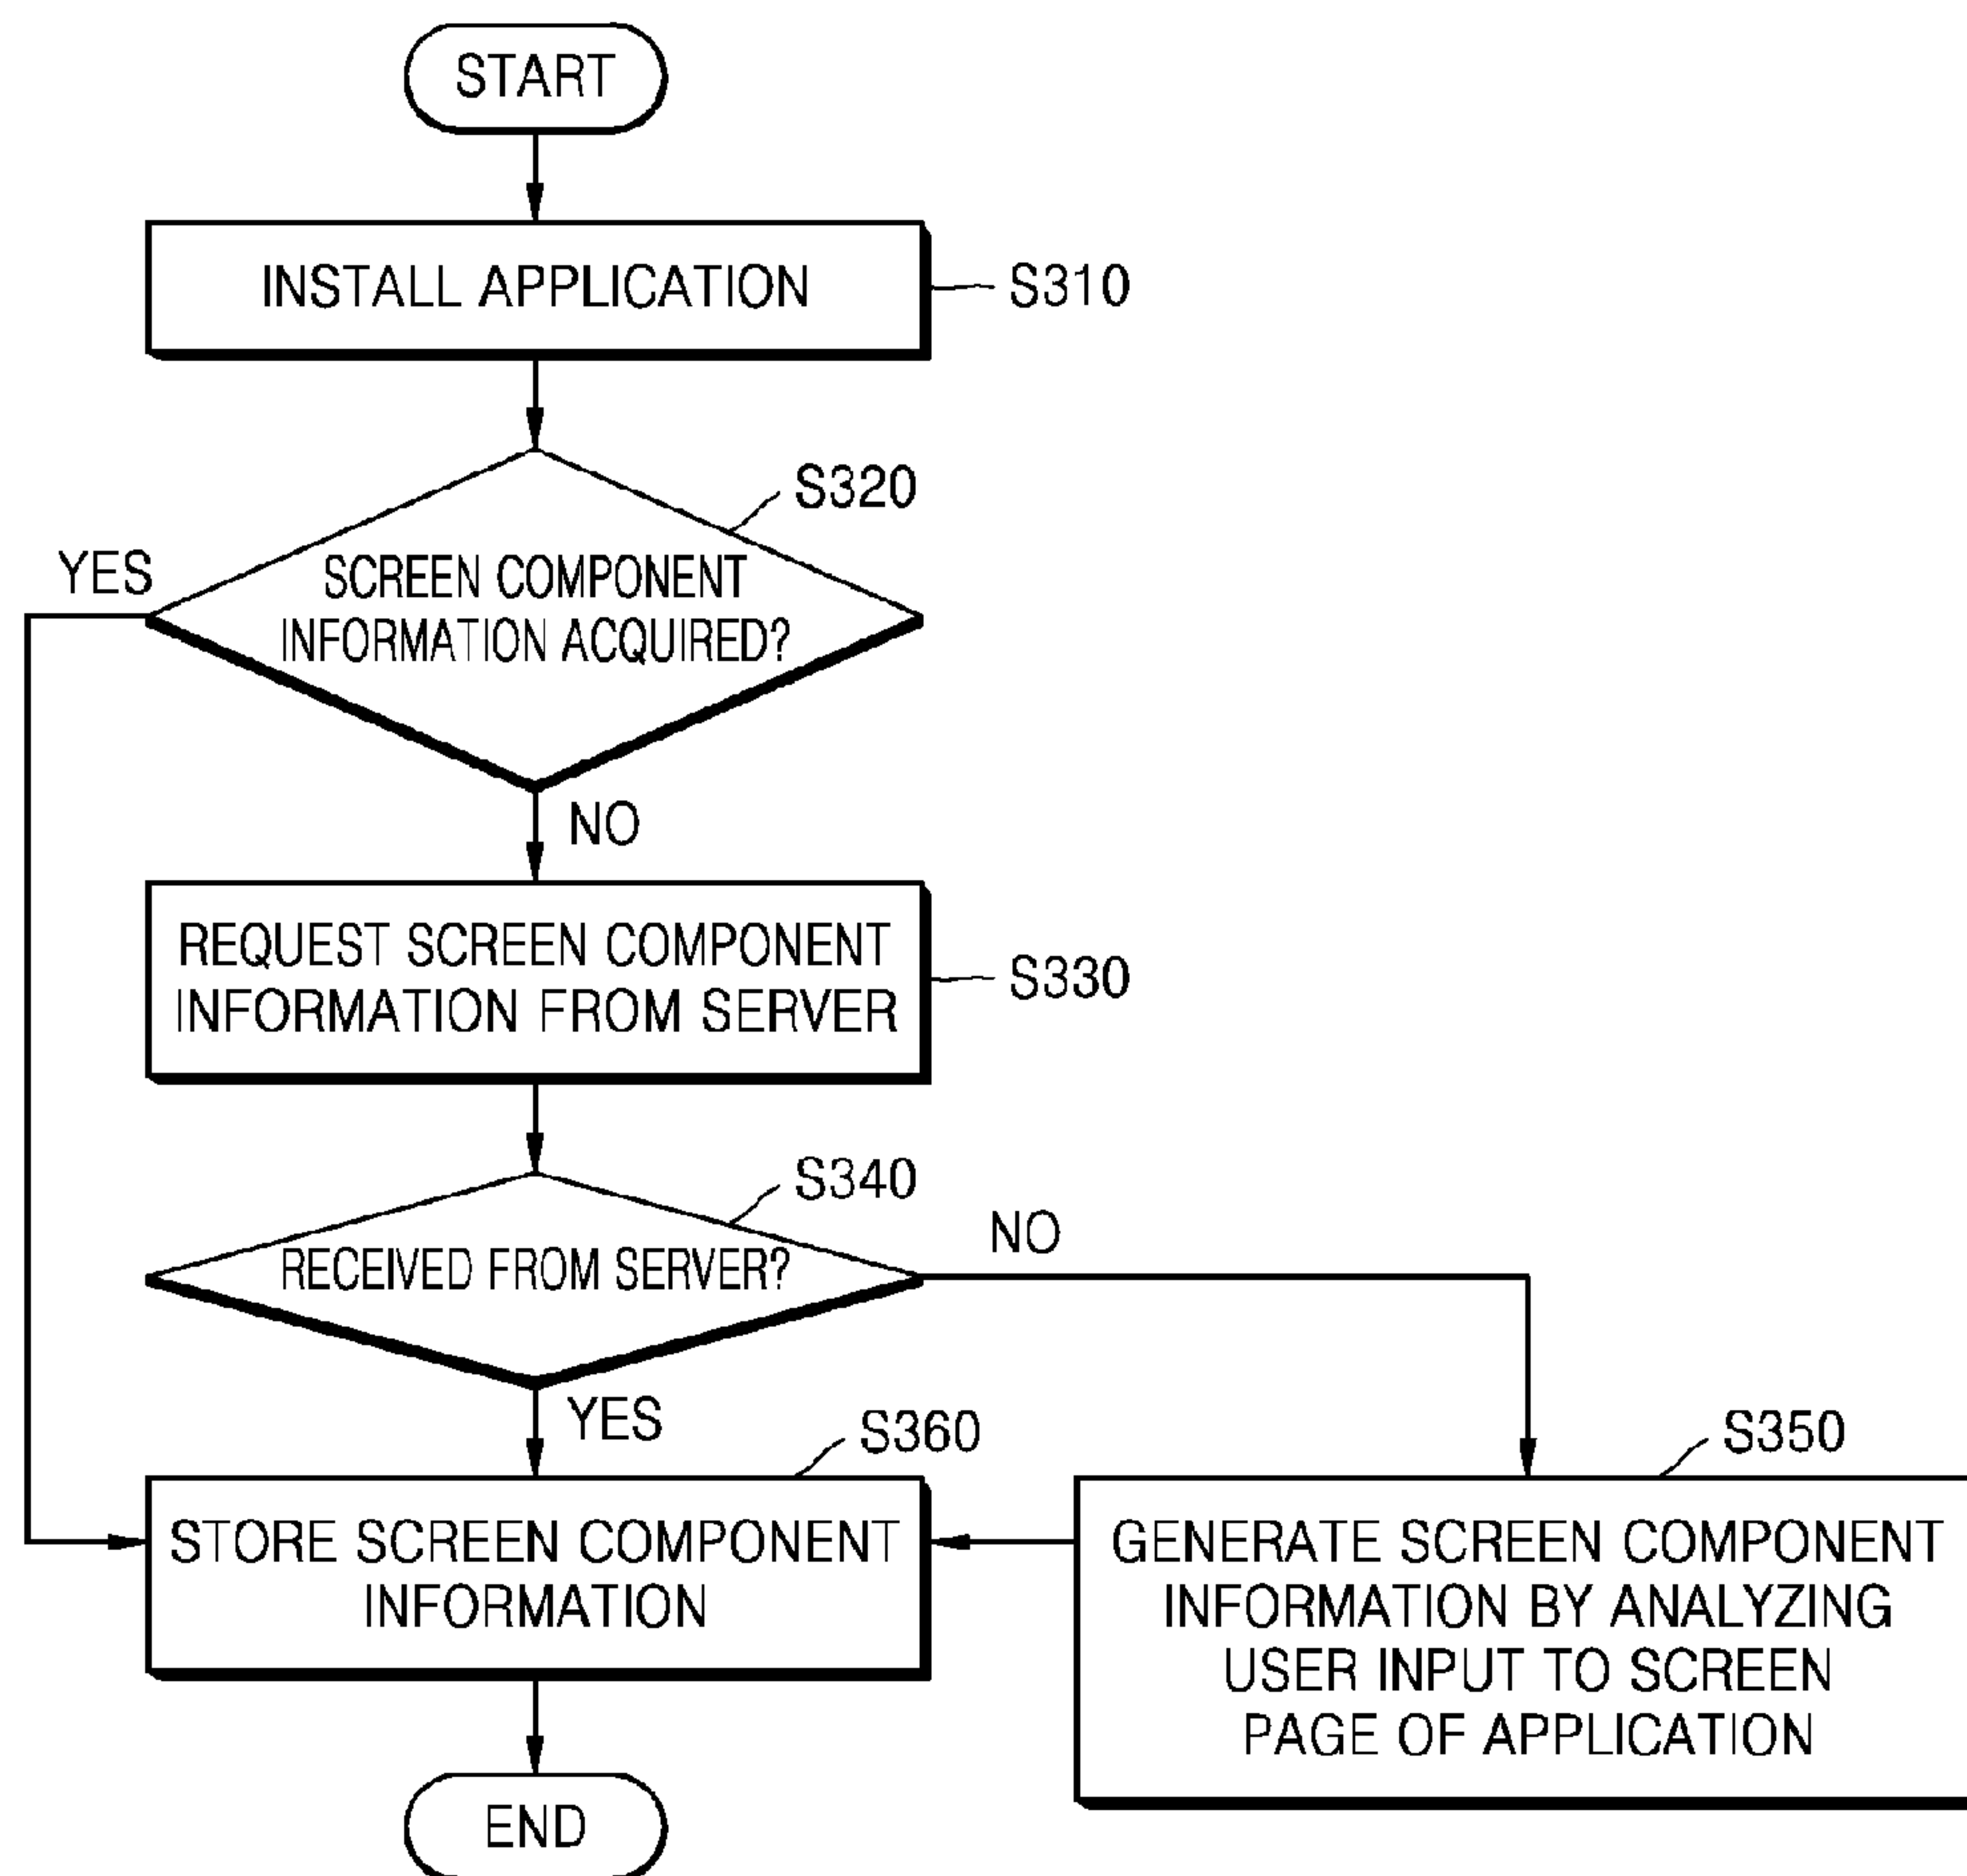 START
INSTALL APPLICATION
S310
S320
YES
SCREEN COMPONENT
INFORMATION ACQUIRED?
NO
REQUEST SCREEN COMPONENT
INFORMATION FROM SERVER
S330
S340
RECEIVED FROM SERVER?
NO
YES
S360
STORE SCREEN COMPONENT
INFORMATION
S350
GENERATE SCREEN COMPONENT
INFORMATION BY ANALYZING
USER INPUT TO SCREEN
PAGE OF APPLICATION
END